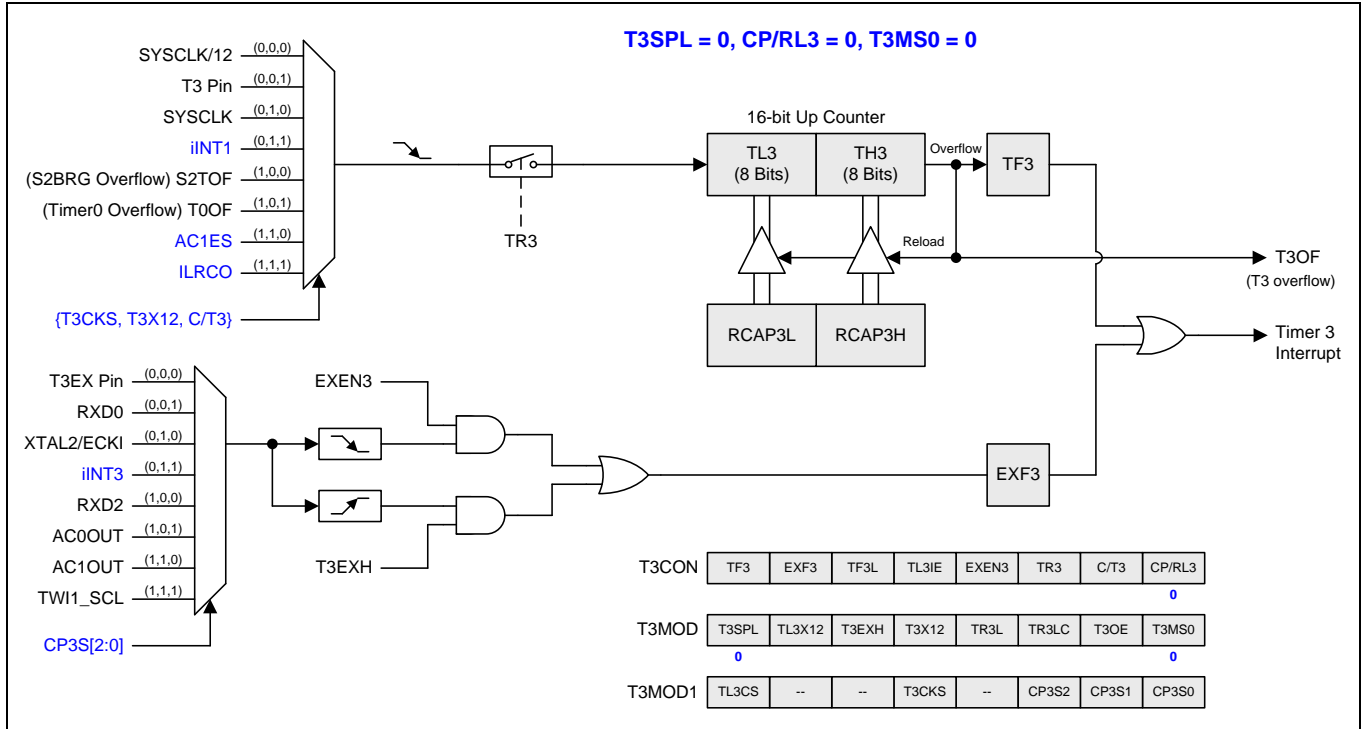 T3SPL = 0, CP/RL3 = 0, T3MS0 = 0
SYSCLK/12 (0,0,0)
T3 Pin (0,0,1)
SYSCLK (0,1,0)
iINT1 (0,1,1)
(S2BRG Overflow) S2TOF (1,0,0)
(Timer0 Overflow) T0OF (1,0,1)
AC1ES (1,1,0)
ILRCO (1,1,1)
{T3CKS, T3X12, C/T3}
TR3
16-bit Up Counter
TL3
(8 Bits)
TH3
(8 Bits)
Overflow
TF3
Reload
T3OF
(T3 overflow)
RCAP3L
RCAP3H
Timer 3
Interrupt
T3EX Pin (0,0,0)
RXD0 (0,0,1)
XTAL2/ECKI (0,1,0)
iINT3 (0,1,1)
RXD2 (1,0,0)
AC0OUT (1,0,1)
AC1OUT (1,1,0)
TWI1_SCL (1,1,1)
CP3S[2:0]
EXEN3
T3EXH
EXF3
T3CON TF3 EXF3 TF3L TL3IE EXEN3 TR3 C/T3 CP/RL3
0
T3MOD T3SPL TL3X12 T3EXH T3X12 TR3L TR3LC T3OE T3MS0
0 0
T3MOD1 TL3CS -- -- T3CKS -- CP3S2 CP3S1 CP3S0